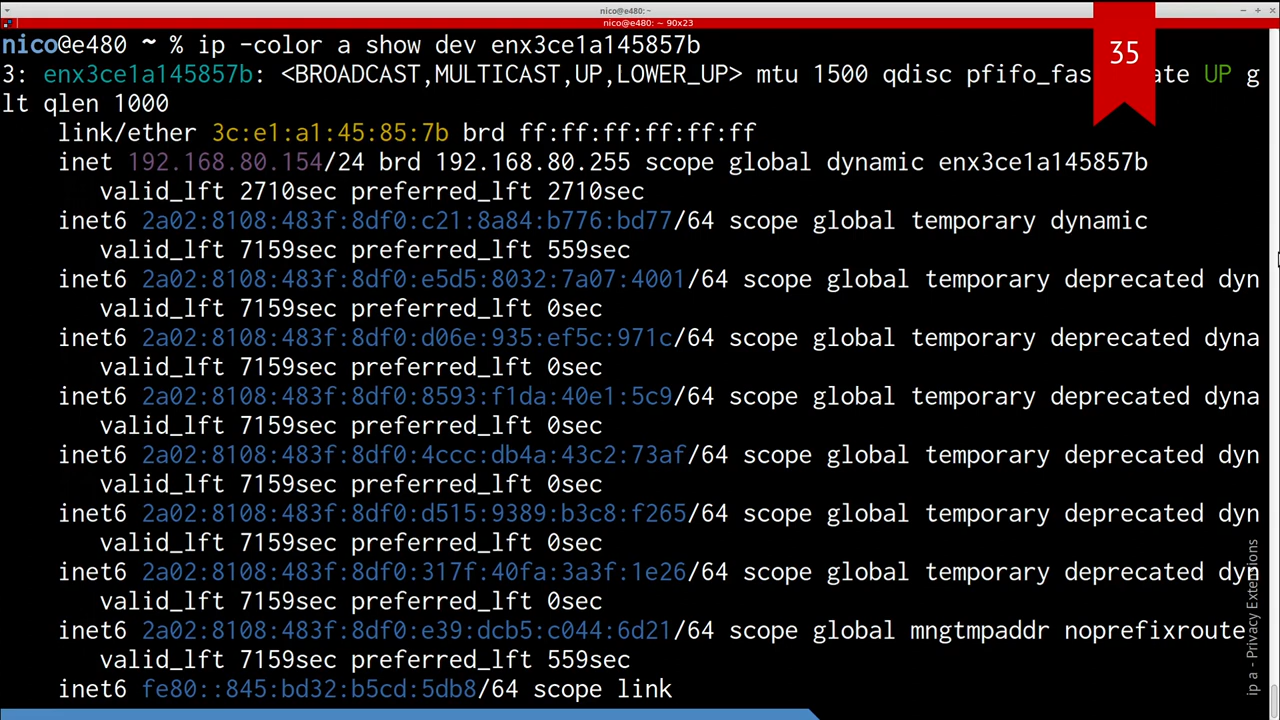 nico@e480: ~
nico@e480: ~ 90x23
35
nico@e480 ~ % ip -color a show dev enx3ce1a145857b
3: enx3ce1a145857b: <BROADCAST,MULTICAST,UP,LOWER_UP> mtu 1500 qdisc pfifo_fas ate UP g
lt qlen 1000
link/ether 3c:e1:a1:45:85:7b brd ff:ff:ff:ff:ff:ff
inet 192.168.80.154/24 brd 192.168.80.255 scope global dynamic enx3ce1a145857b
valid_lft 2710sec preferred_lft 2710sec
inet6 2a02:8108:483f:8df0:c21:8a84:b776:bd77/64 scope global temporary dynamic
valid_lft 7159sec preferred_lft 559sec
inet6 2a02:8108:483f:8df0:e5d5:8032:7a07:4001/64 scope global temporary deprecated dyn
valid_lft 7159sec preferred_lft 0sec
inet6 2a02:8108:483f:8df0:d06e:935:ef5c:971c/64 scope global temporary deprecated dyna
valid_lft 7159sec preferred_lft 0sec
inet6 2a02:8108:483f:8df0:8593:f1da:40e1:5c9/64 scope global temporary deprecated dyna
valid_lft 7159sec preferred_lft 0sec
inet6 2a02:8108:483f:8df0:4ccc:db4a:43c2:73af/64 scope global temporary deprecated dyn
valid_lft 7159sec preferred_lft 0sec
inet6 2a02:8108:483f:8df0:d515:9389:b3c8:f265/64 scope global temporary deprecated dyn
valid_lft 7159sec preferred_lft 0sec
inet6 2a02:8108:483f:8df0:317f:40fa:3a3f:1e26/64 scope global temporary deprecated dyn
valid_lft 7159sec preferred_lft 0sec
inet6 2a02:8108:483f:8df0:e39:dcb5:c044:6d21/64 scope global mngtmpaddr noprefixroute
valid_lft 7159sec preferred_lft 559sec
inet6 fe80::845:bd32:b5cd:5db8/64 scope link
ip a - Privacy Extensions